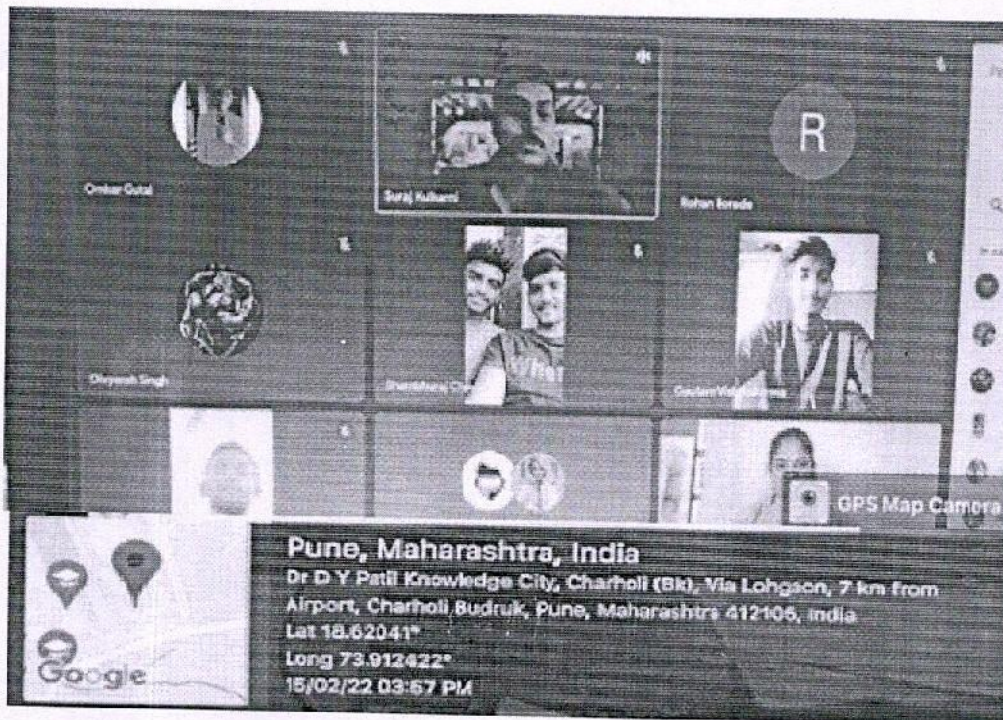 Omkar Gutal
Suraj Kulkarni
R
Rohan Borade
Divyansh Singh
Shambhuraj
Gautam
GPS Map Camera
Google
Pune, Maharashtra, India
Dr D Y Patil Knowledge City, Charholi (Bk), Via Lohgaon, 7 km from
Airport, Charholi Budruk, Pune, Maharashtra 412105, India
Lat 18.62041°
Long 73.912422°
15/02/22 03:57 PM